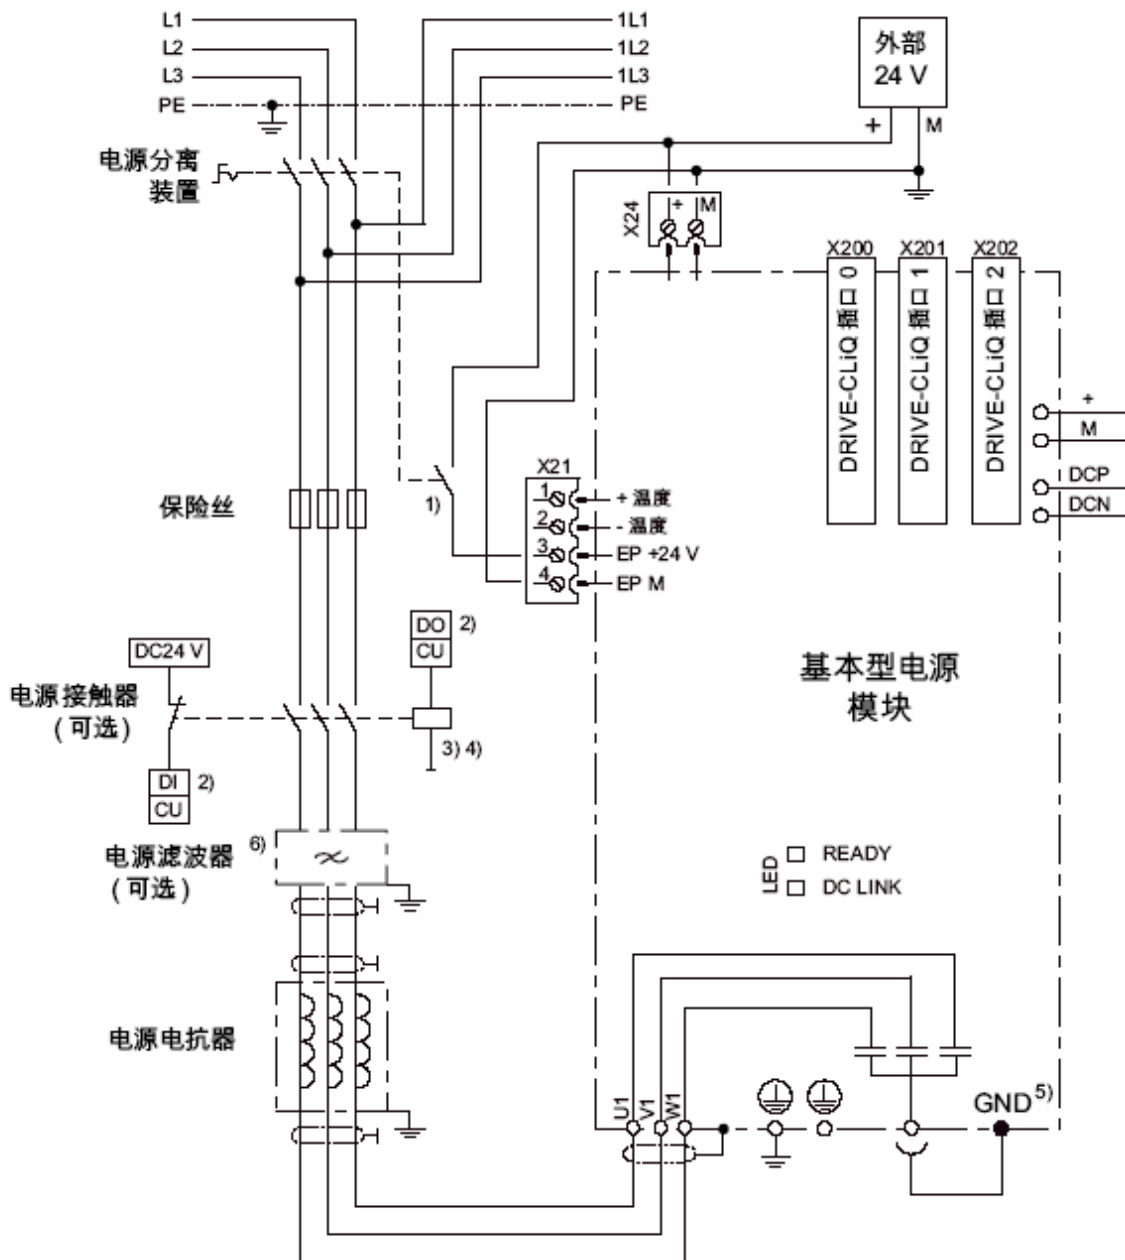 L1
1L1
L2
1L2
L3
1L3
PE
PE
外部
24 V
+
M
电源分离
装置
X24
+
M
X200
X201
X202
DRIVE-CLiQ 插口 0
DRIVE-CLiQ 插口 1
DRIVE-CLiQ 插口 2
+
M
DCP
DCN
保险丝
1)
X21
1
+ 温度
2
- 温度
3
EP +24 V
4
EP M
DO
CU
2)
DC24 V
电源接触器
(可选)
3) 4)
DI
CU
2)
基本型电源
模块
电源滤波器
(可选)
6)
LED
READY
DC LINK
电源电抗器
U1
V1
W1
GND 5)